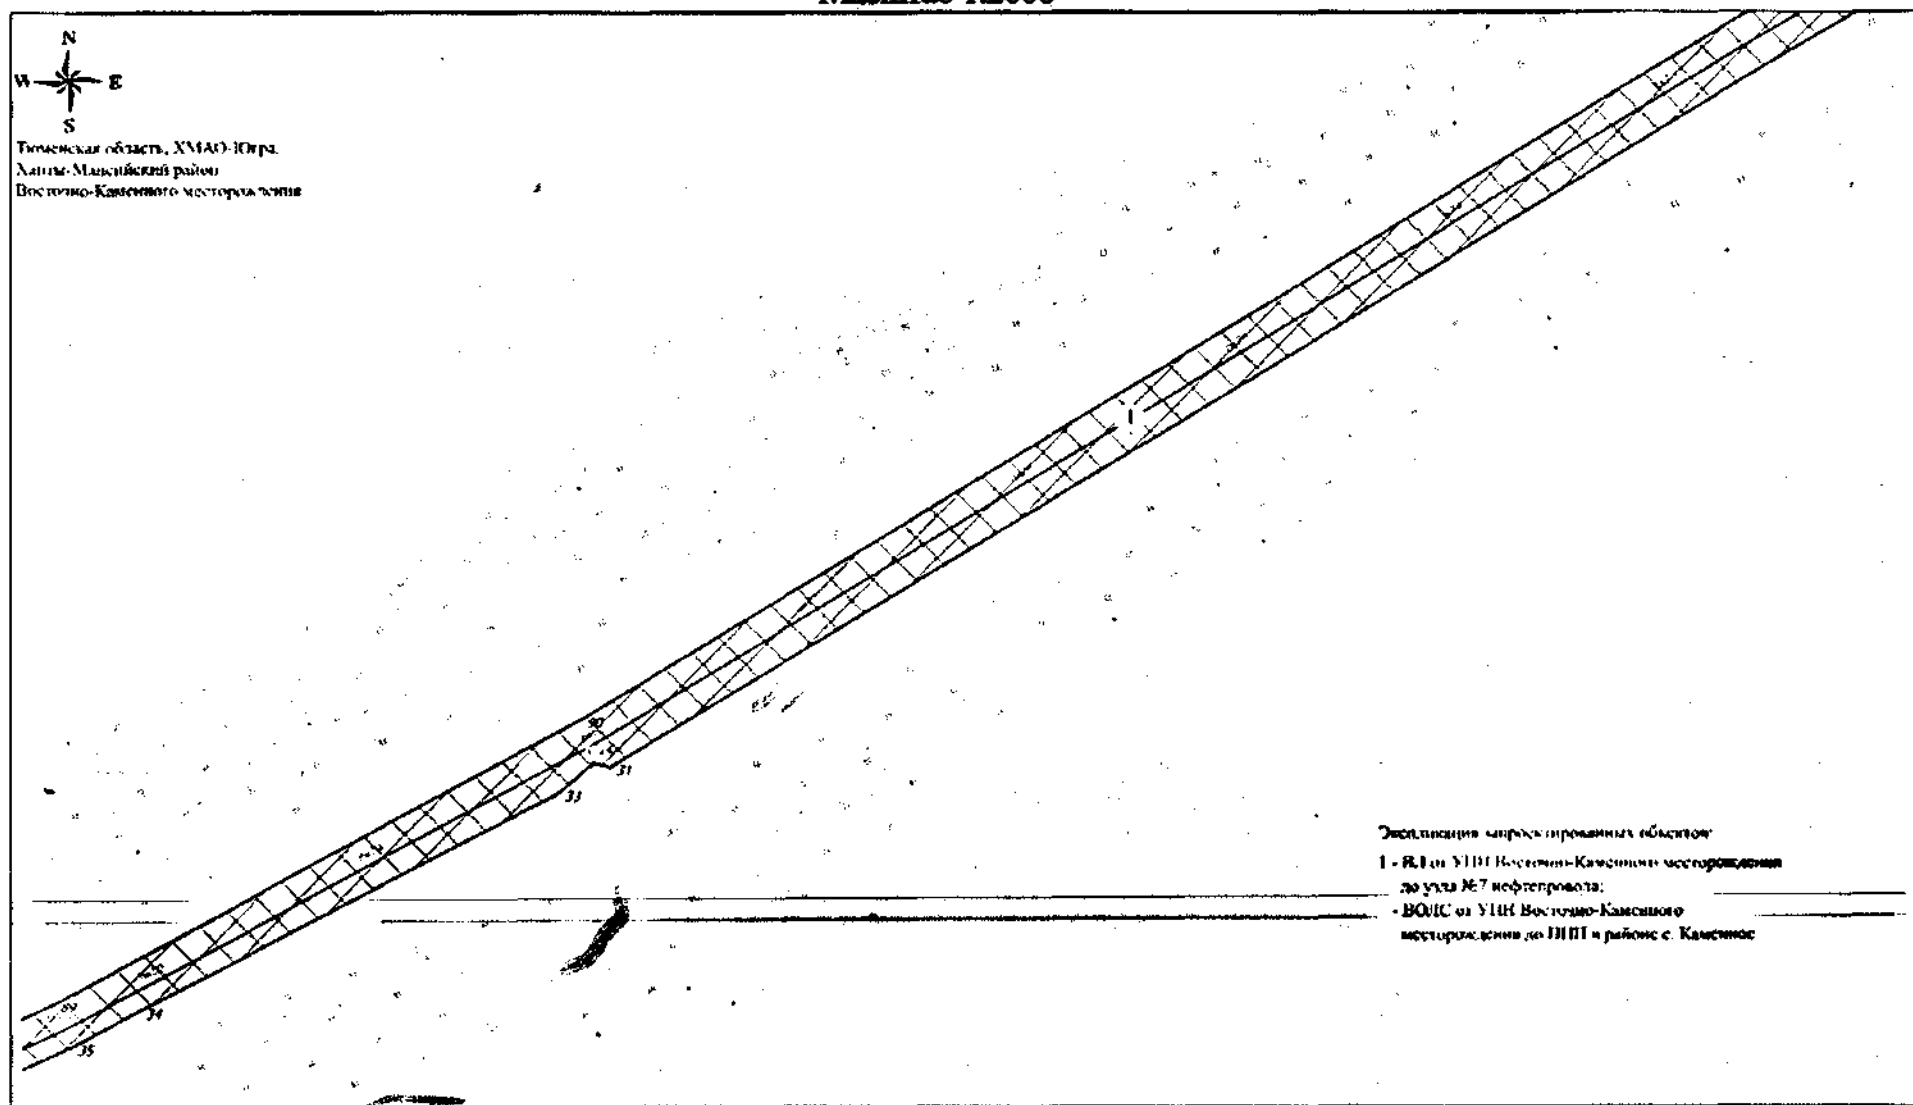 N
W E
S
Тюменская область, ХМАО-Югра,
Ханты-Мансийский район
Восточно-Каменного месторождения
90
31
33
34
89
35
1
Экспликация запроектированных объектов:
1 - ВЛ от УПН Восточно-Каменного месторождения
до узла №7 нефтепровода;
- ВОЛС от УПН Восточно-Каменного
месторождения до ПНП в районе с. Каменное